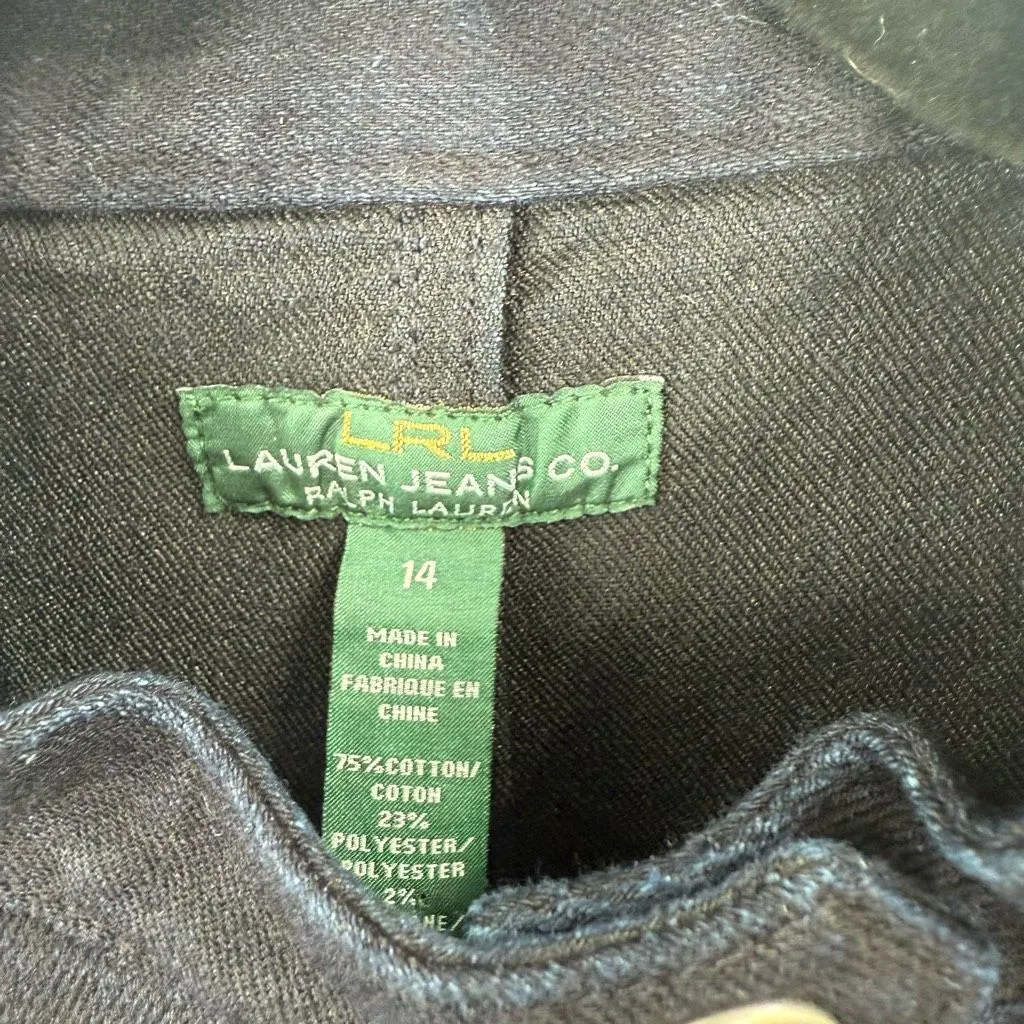 LRL
LAUREN JEANS CO.
RALPH LAUREN
14
MADE IN
CHINA
FABRIQUE EN
CHINE
75%COTTON/
COTON
23%
POLYESTER/
POLYESTER
2%